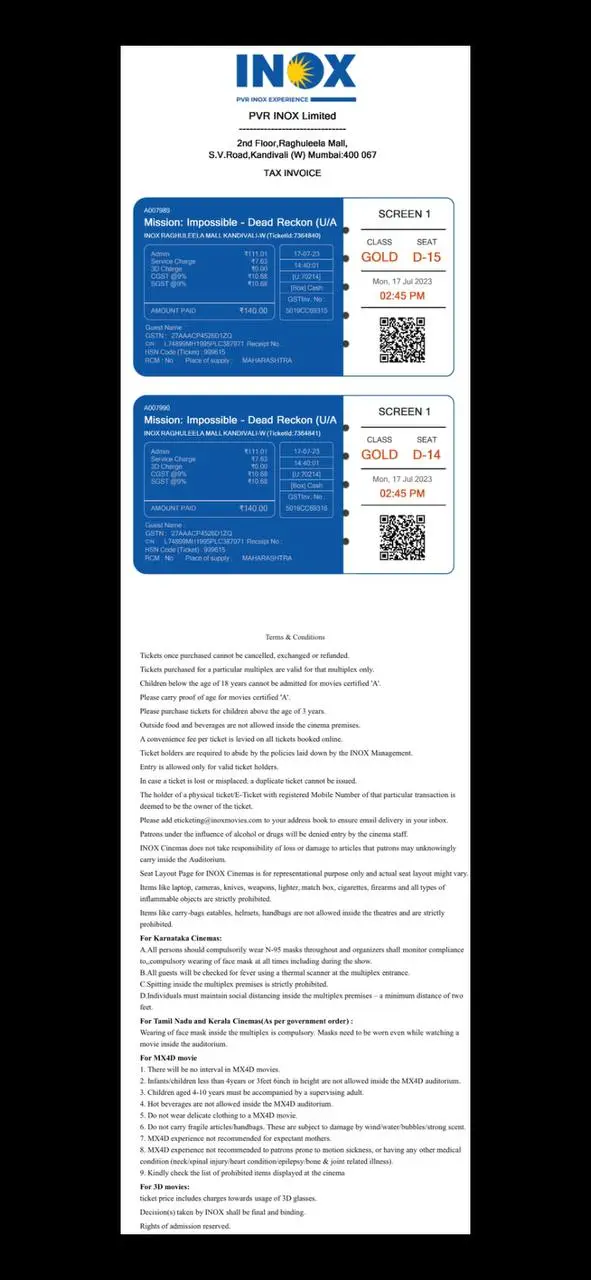 INOX
PVR INOX EXPERIENCE
PVR INOX Limited
------------------------------
2nd Floor,Raghuleela Mall,
S.V.Road,Kandivali (W) Mumbai:400 067
TAX INVOICE
A007989
Mission: Impossible - Dead Reckon (U/A
INOX RAGHULEELA MALL KANDIVALI-W (TicketId:7364840)
Admin ₹111.01
Service Charge ₹7.63
3D Charge ₹0.00
CGST @9% ₹10.68
SGST @9% ₹10.68
AMOUNT PAID ₹140.00
17-07-23
14:40:01
[U:70214]
[Box] Cash
GSTInv. No :
5019CC69315
Guest Name :
GSTN : 27AAACP4526D1ZQ
CIN L74899MH1995PLC387971 Receipt No :
HSN Code (Ticket) : 999615
RCM : No Place of supply : MAHARASHTRA
SCREEN 1
CLASS SEAT
GOLD D-15
Mon, 17 Jul 2023
02:45 PM
A007990
Mission: Impossible - Dead Reckon (U/A
INOX RAGHULEELA MALL KANDIVALI-W (TicketId:7364841)
Admin ₹111.01
Service Charge ₹7.63
3D Charge ₹0.00
CGST @9% ₹10.68
SGST @9% ₹10.68
AMOUNT PAID ₹140.00
17-07-23
14:40:01
[U:70214]
[Box] Cash
GSTInv. No :
5019CC69316
Guest Name :
GSTN : 27AAACP4526D1ZQ
CIN L74899MH1995PLC387971 Receipt No :
HSN Code (Ticket) : 999615
RCM : No Place of supply : MAHARASHTRA
SCREEN 1
CLASS SEAT
GOLD D-14
Mon, 17 Jul 2023
02:45 PM
Terms & Conditions
Tickets once purchased cannot be cancelled, exchanged or refunded.
Tickets purchased for a particular multiplex are valid for that multiplex only.
Children below the age of 18 years cannot be admitted for movies certified 'A'.
Please carry proof of age for movies certified 'A'.
Please purchase tickets for children above the age of 3 years.
Outside food and beverages are not allowed inside the cinema premises.
A convenience fee per ticket is levied on all tickets booked online.
Ticket holders are required to abide by the policies laid down by the INOX Management.
Entry is allowed only for valid ticket holders.
In case a ticket is lost or misplaced, a duplicate ticket cannot be issued.
The holder of a physical ticket/E-Ticket with registered Mobile Number of that particular transaction is
deemed to be the owner of the ticket.
Please add eticketing@inoxmovies.com to your address book to ensure email delivery in your inbox.
Patrons under the influence of alcohol or drugs will be denied entry by the cinema staff.
INOX Cinemas does not take responsibility of loss or damage to articles that patrons may unknowingly
carry inside the Auditorium.
Seat Layout Page for INOX Cinemas is for representational purpose only and actual seat layout might vary.
Items like laptop, cameras, knives, weapons, lighter, match box, cigarettes, firearms and all types of
inflammable objects are strictly prohibited.
Items like carry-bags eatables, helmets, handbags are not allowed inside the theatres and are strictly
prohibited.
For Karnataka Cinemas:
A.All persons should compulsorily wear N-95 masks throughout and organizers shall monitor compliance
to,,compulsory wearing of face mask at all times including during the show.
B.All guests will be checked for fever using a thermal scanner at the multiplex entrance.
C.Spitting inside the multiplex premises is strictly prohibited.
D.Individuals must maintain social distancing inside the multiplex premises – a minimum distance of two
feet.
For Tamil Nadu and Kerala Cinemas(As per government order) :
Wearing of face mask inside the multiplex is compulsory. Masks need to be worn even while watching a
movie inside the auditorium.
For MX4D movie
1. There will be no interval in MX4D movies.
2. Infants/children less than 4years or 3feet 6inch in height are not allowed inside the MX4D auditorium.
3. Children aged 4-10 years must be accompanied by a supervising adult.
4. Hot beverages are not allowed inside the MX4D auditorium.
5. Do not wear delicate clothing to a MX4D movie.
6. Do not carry fragile articles/handbags. These are subject to damage by wind/water/bubbles/strong scent.
7. MX4D experience not recommended for expectant mothers.
8. MX4D experience not recommended to patrons prone to motion sickness, or having any other medical
condition (neck/spinal injury/heart condition/epilepsy/bone & joint related illness).
9. Kindly check the list of prohibited items displayed at the cinema
For 3D movies:
ticket price includes charges towards usage of 3D glasses.
Decision(s) taken by INOX shall be final and binding.
Rights of admission reserved.